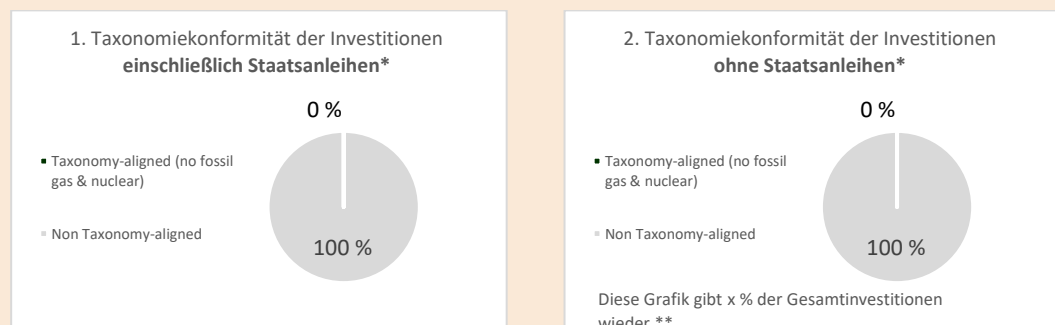 1. Taxonomiekonformität der Investitionen
einschließlich Staatsanleihen*
0 %
Taxonomy-aligned (no fossil
gas & nuclear)
Non Taxonomy-aligned
100 %
2. Taxonomiekonformität der Investitionen
ohne Staatsanleihen*
0 %
Taxonomy-aligned (no fossil
gas & nuclear)
Non Taxonomy-aligned
100 %
Diese Grafik gibt x % der Gesamtinvestitionen
wieder.**